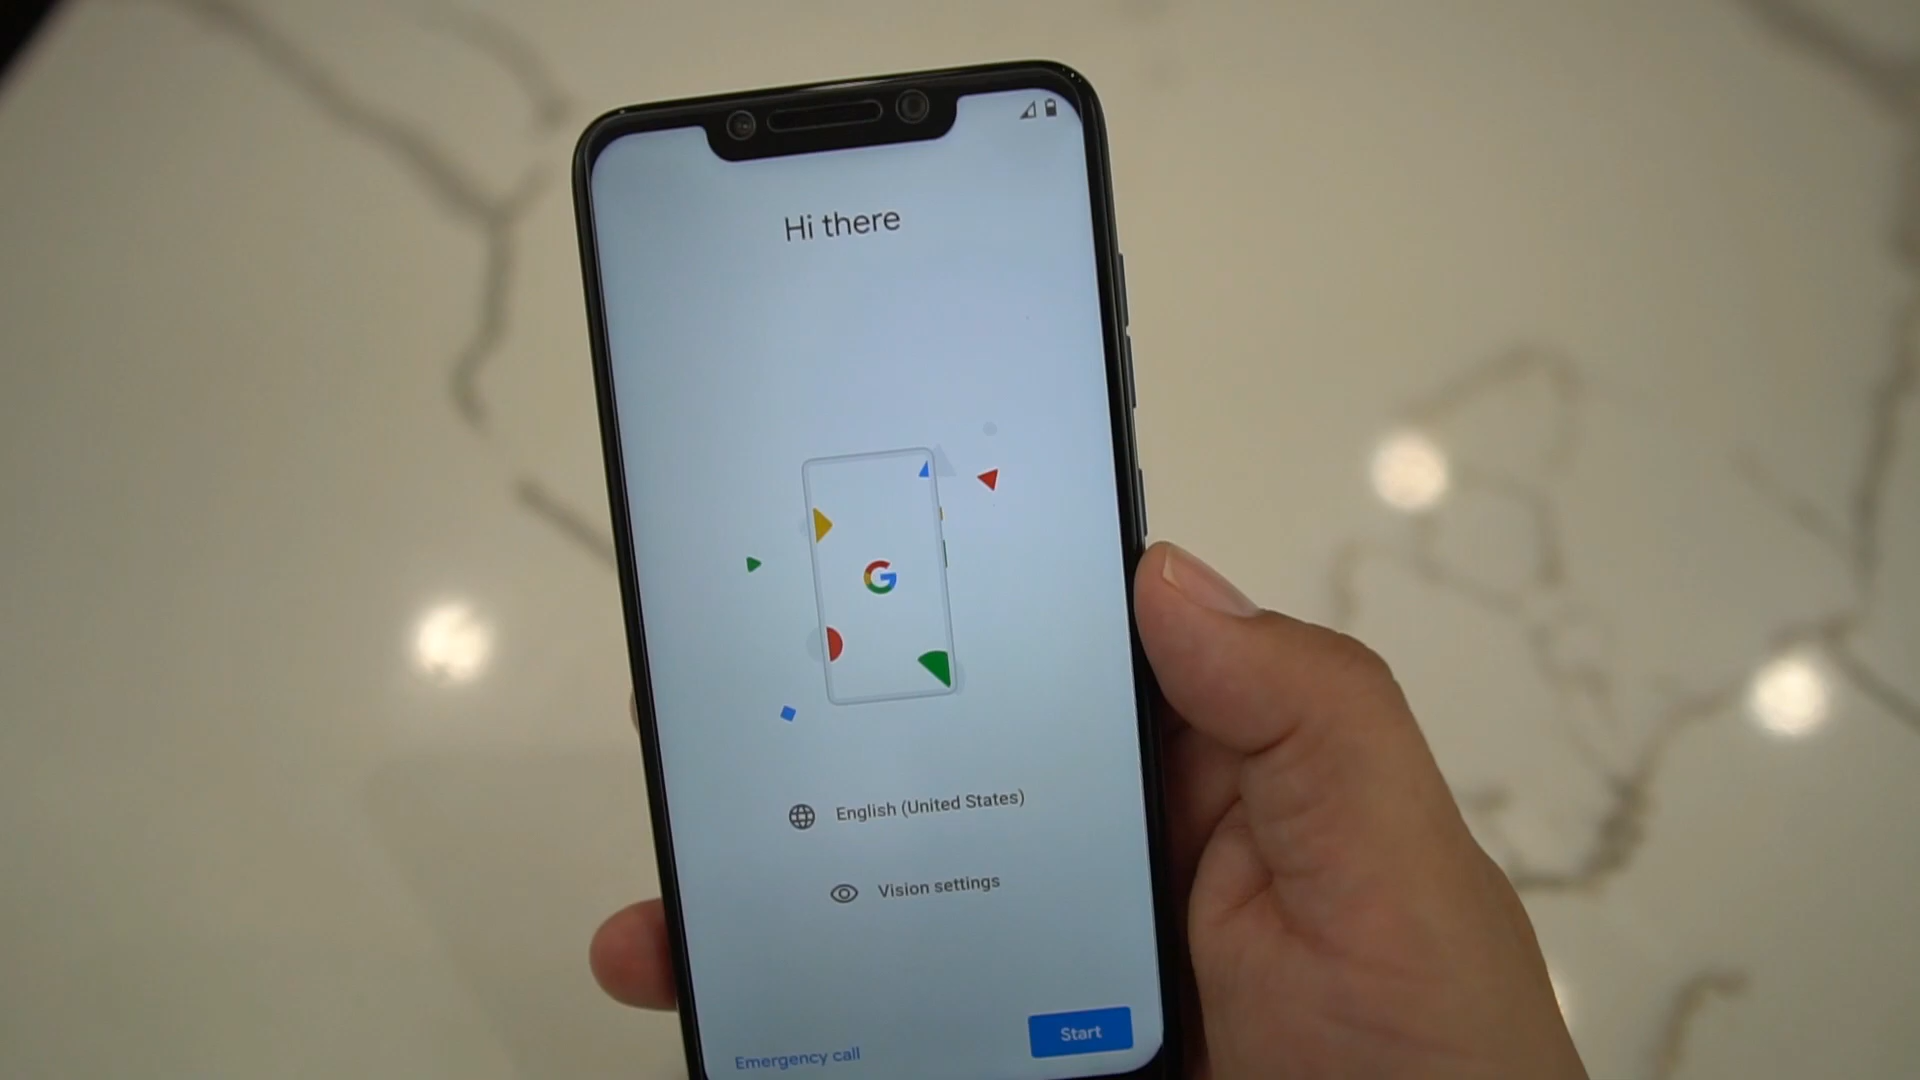 Hi there
G
English (United States)
Vision settings
Start
Emergency call